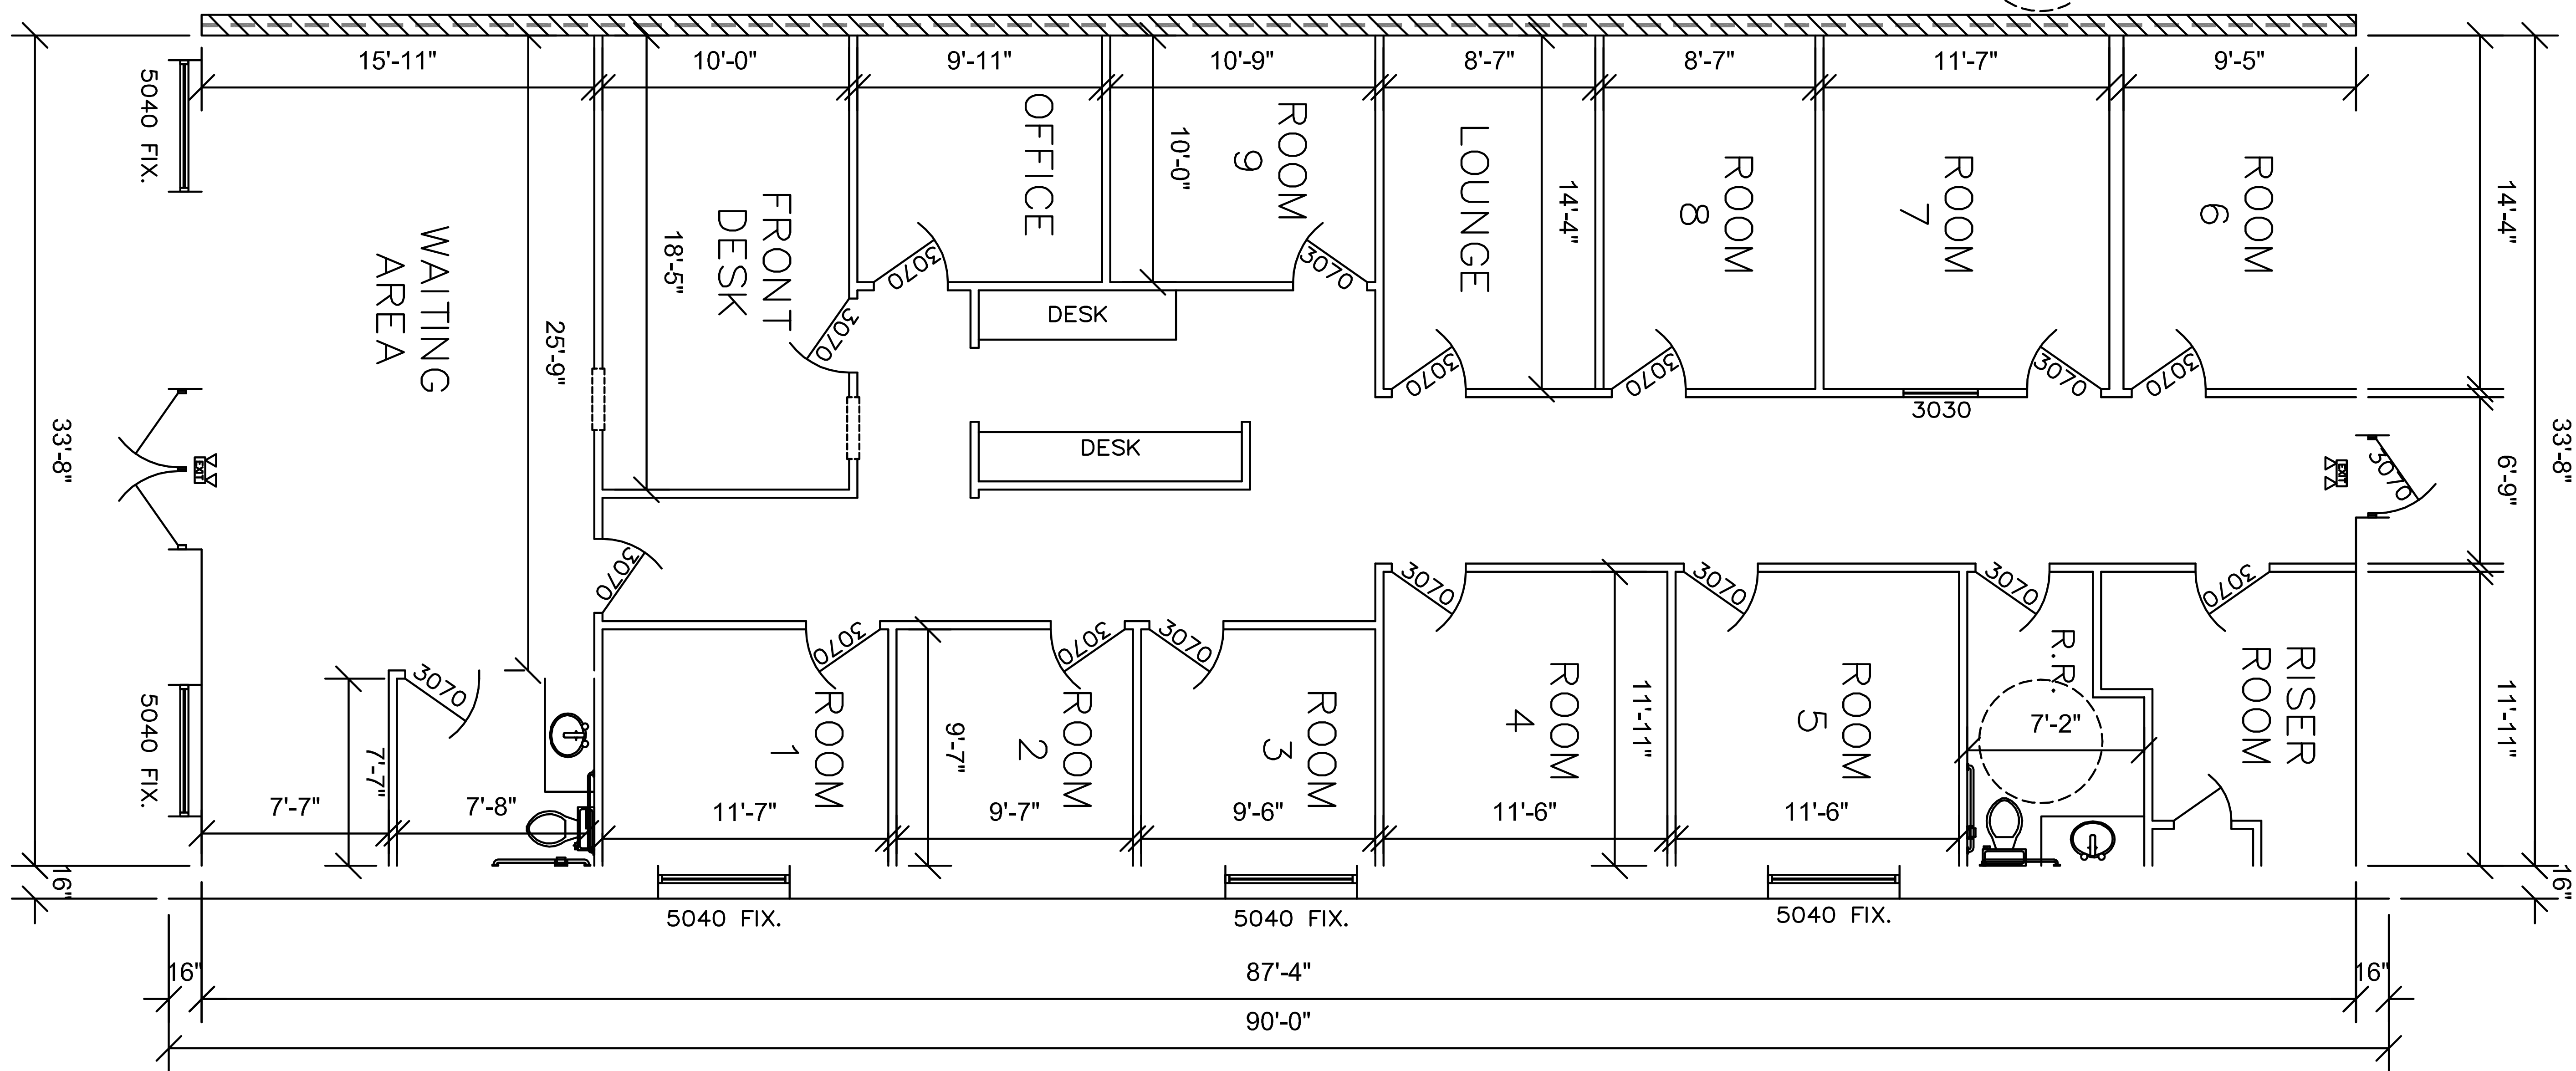 15'-11"
10'-0"
9'-11"
10'-9"
8'-7"
8'-7"
11'-7"
9'-5"
5040 FIX.
WAITING
AREA
25'-9"
FRONT
DESK
18'-5"
3070
OFFICE
3070
ROOM
9
10'-0"
3070
LOUNGE
14'-4"
3070
ROOM
8
3070
ROOM
7
3070
3030
ROOM
6
3070
14'-4"
33'-8"
6'-9"
11'-11"
16"
DESK
DESK
33'-8"
16"
EXIT
EXIT
3070
3070
5040 FIX.
3070
7'-7"
7'-7"
7'-8"
3070
ROOM
1
11'-7"
3070
ROOM
2
9'-7"
9'-7"
3070
ROOM
3
9'-6"
3070
ROOM
4
11'-11"
11'-6"
3070
ROOM
5
11'-6"
3070
R.R.
7'-2"
3070
RISER
ROOM
5040 FIX.
5040 FIX.
5040 FIX.
16"
87'-4"
16"
90'-0"